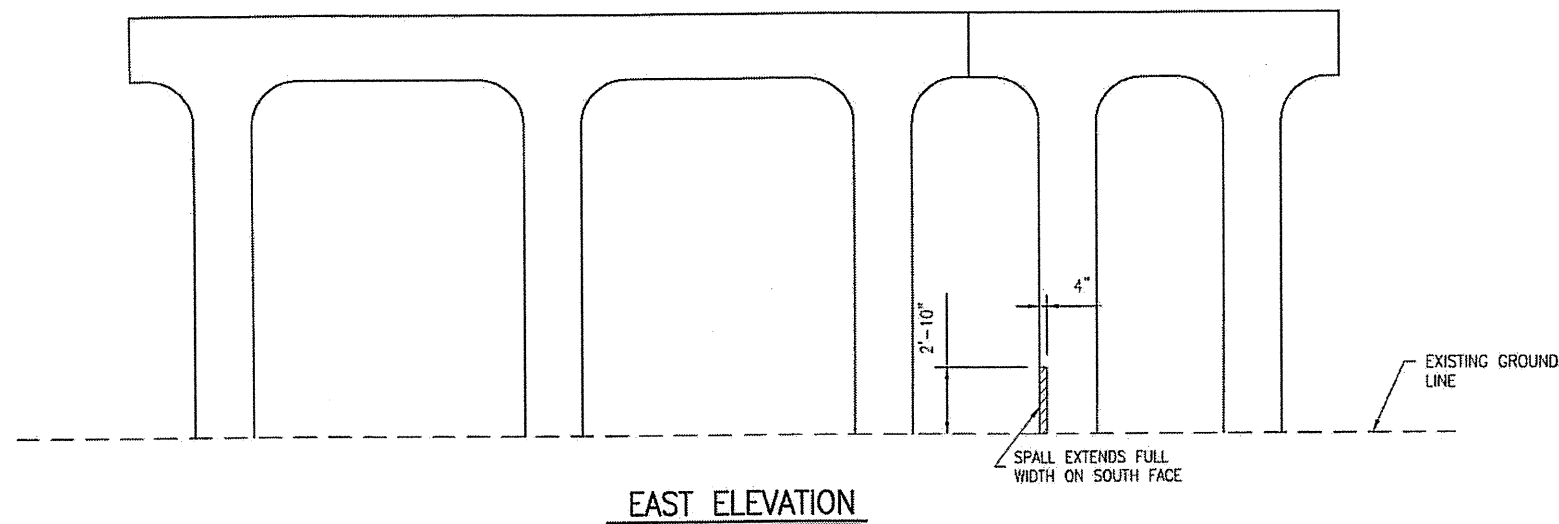 4"
2'-10"
EXISTING GROUND
LINE
SPALL EXTENDS FULL
WIDTH ON SOUTH FACE
EAST ELEVATION